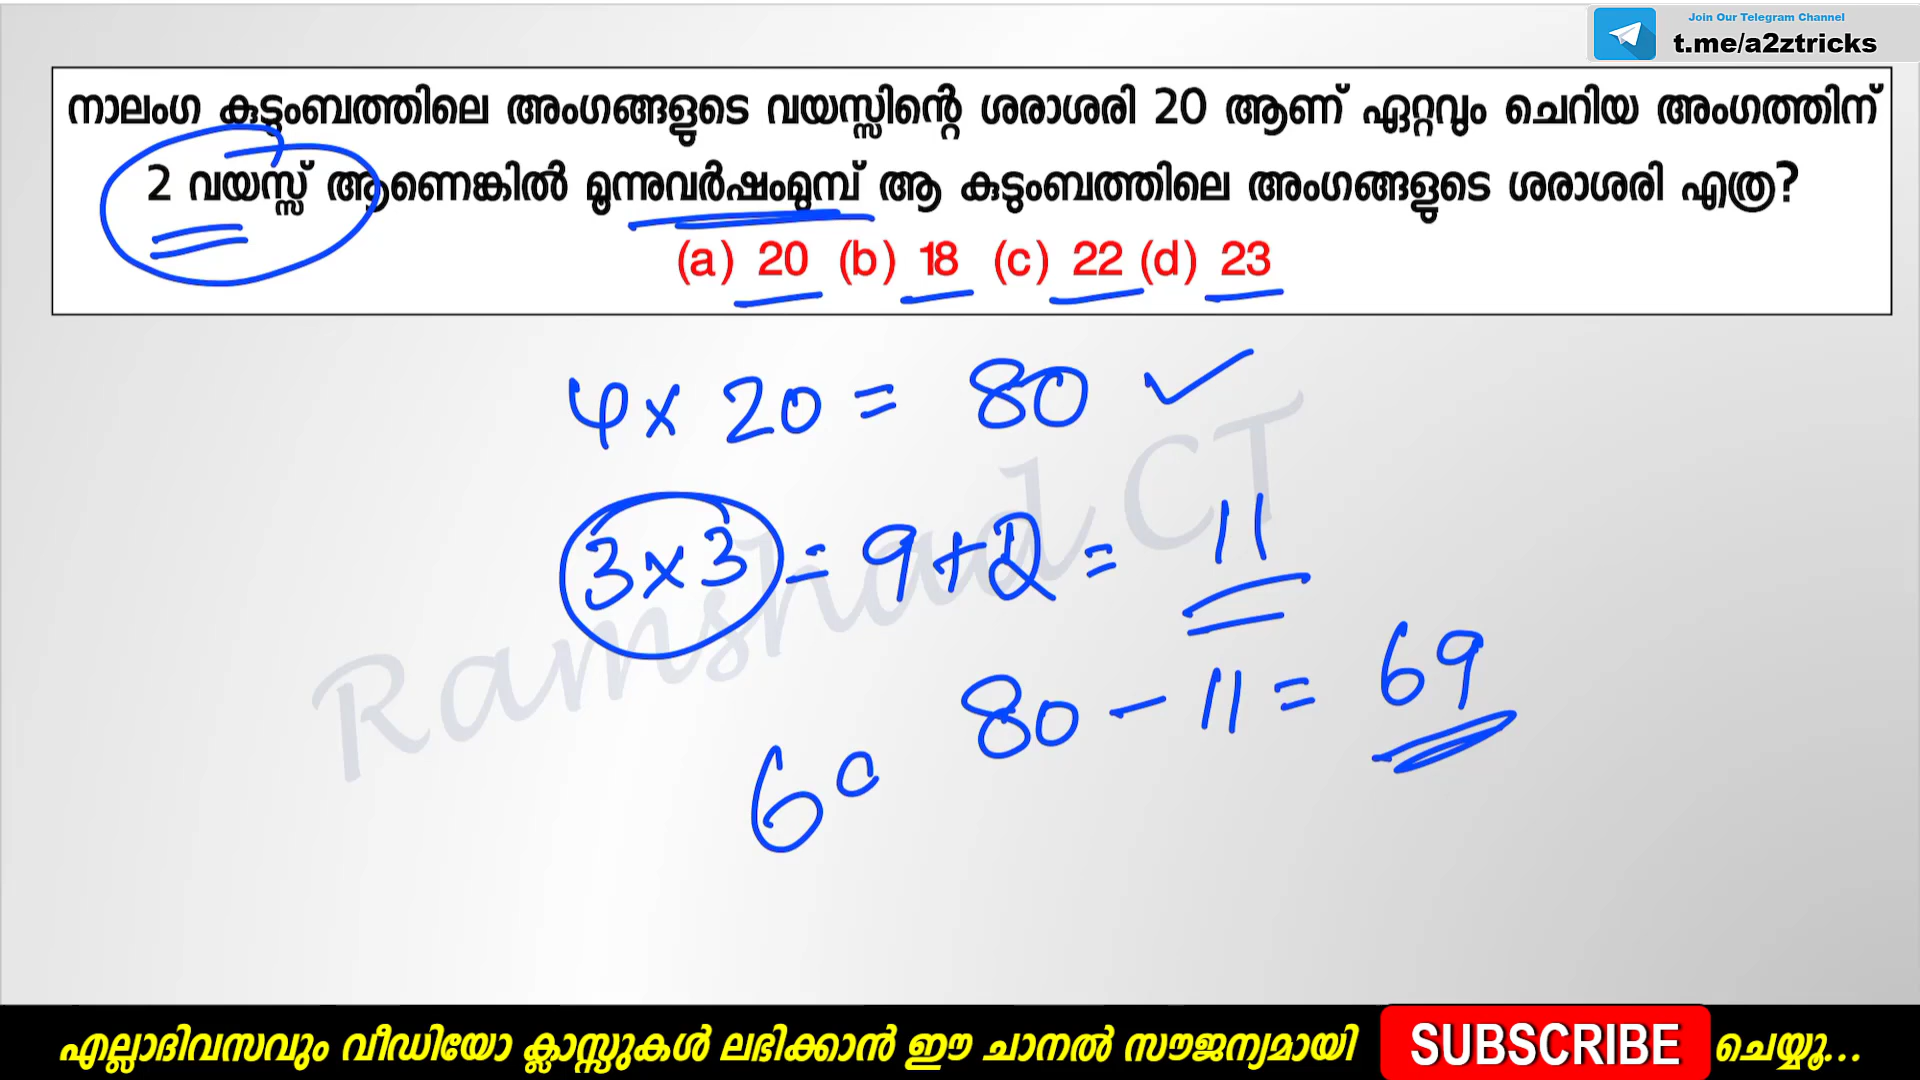 Join Our Telegram Channel
t.me/a2ztricks
നാലംഗ കുടുംബത്തിലെ അംഗങ്ങളുടെ വയസ്സിന്റെ ശരാശരി 20 ആണ് ഏറ്റവും ചെറിയ അംഗത്തിന്
2 വയസ്സ് ആണെങ്കിൽ മൂന്നുവർഷംമുമ്പ് ആ കുടുംബത്തിലെ അംഗങ്ങളുടെ ശരാശരി എത്ര?
(a) 20 (b) 18 (c) 22 (d) 23
4 x 20 = 80 ✓
3 x 3 = 9 + 2 = 11
80 - 11 = 69
6
Ramshad CT
എല്ലാദിവസവും വീഡിയോ ക്ലാസ്സുകൾ ലഭിക്കാൻ ഈ ചാനൽ സൗജന്യമായി SUBSCRIBE ചെയ്യൂ...